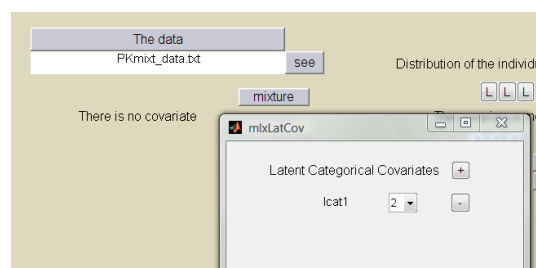 The data
PKmixt_data.txt
see
Distribution of the individu
mixture
L L L
There is no covariate
mlxLatCov
Latent Categorical Covariates +
lcat1 2 -